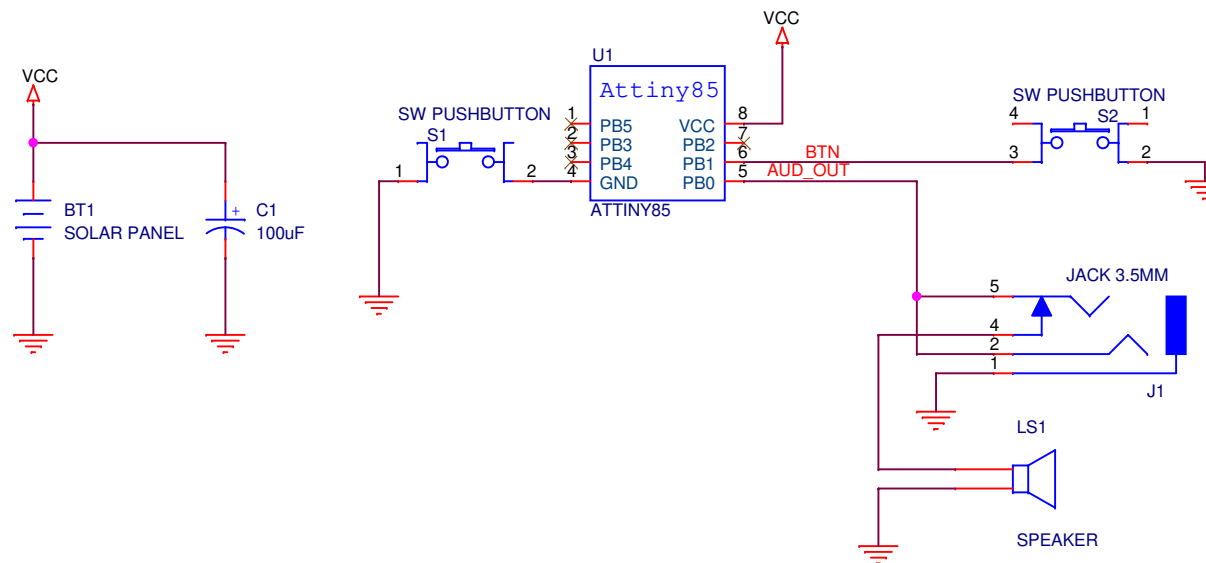 VCC
BT1
SOLAR PANEL
+
C1
100uF
SW PUSHBUTTON
S1
1
2
U1
Attiny85
1 PB5
2 PB3
3 PB4
4 GND
VCC 8
PB2 7
PB1 6
PB0 5
ATTINY85
VCC
BTN
AUD_OUT
SW PUSHBUTTON
S2
4
1
3
2
JACK 3.5MM
5
4
2
1
J1
LS1
SPEAKER